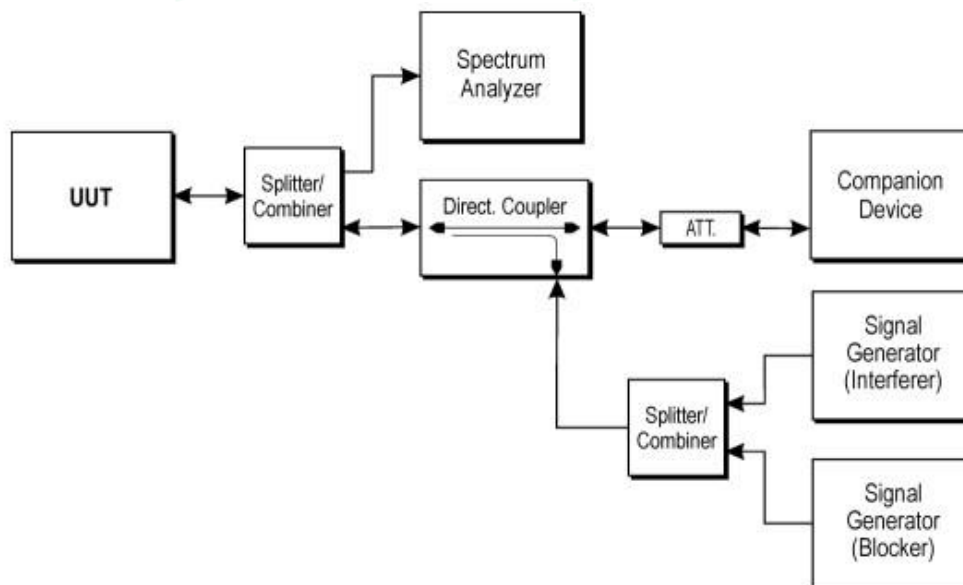 Spectrum
Analyzer
UUT
Splitter/
Combiner
Direct. Coupler
ATT.
Companion
Device
Signal
Generator
(Interferer)
Splitter/
Combiner
Signal
Generator
(Blocker)